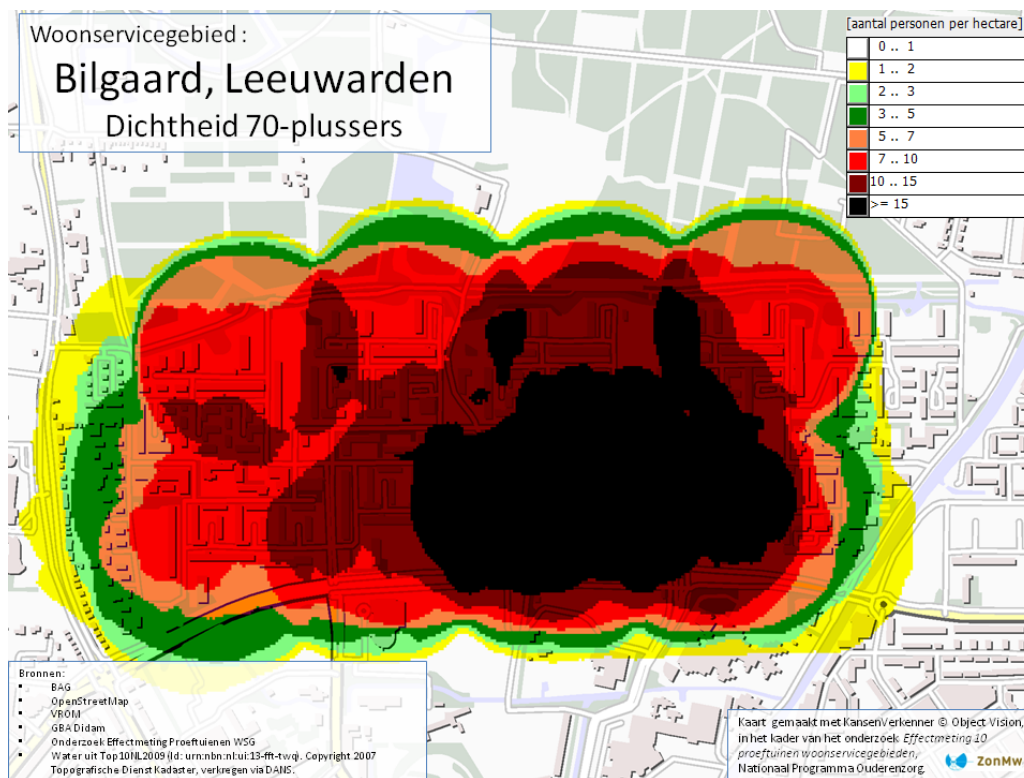 Woonservicegebied :
Bilgaard, Leeuwarden
Dichtheid 70-plussers
[aantal personen per hectare]
0 .. 1
1 .. 2
2 .. 3
3 .. 5
5 .. 7
7 .. 10
10 .. 15
>= 15
Bronnen:
▪ BAG
▪ OpenStreetMap
▪ VROM
▪ GBA Didam
▪ Onderzoek Effectmeting Proeftuienen WSG
▪ Water uit Top10NL2009 (Id: urn:nbn:nl:ui:13-fft-twq). Copyright 2007
Topografische Dienst Kadaster, verkregen via DANS.
Kaart gemaakt met KansenVerkenner © Object Vision,
in het kader van het onderzoek Effectmeting 10
proeftuinen woonservicegebieden,
Nationaal Programma Ouderenzorg.
ZonMw